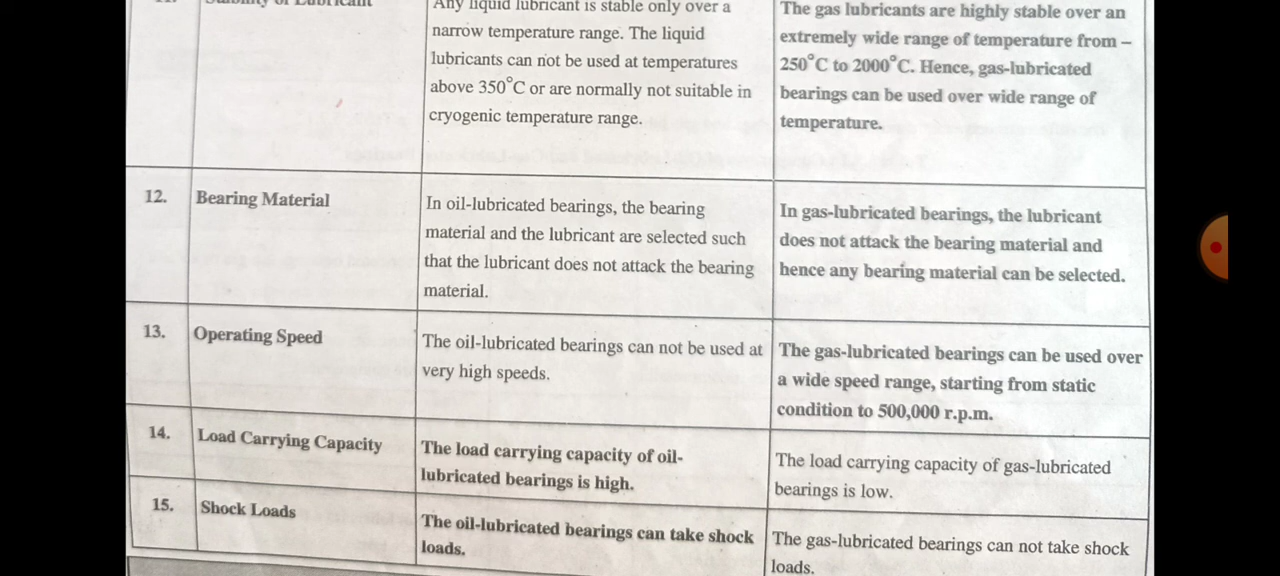 Stability of Lubricant
Any liquid lubricant is stable only over a
narrow temperature range. The liquid
lubricants can not be used at temperatures
above 350°C or are normally not suitable in
cryogenic temperature range.
The gas lubricants are highly stable over an
extremely wide range of temperature from –
250°C to 2000°C. Hence, gas-lubricated
bearings can be used over wide range of
temperature.
12.
Bearing Material
In oil-lubricated bearings, the bearing
material and the lubricant are selected such
that the lubricant does not attack the bearing
material.
In gas-lubricated bearings, the lubricant
does not attack the bearing material and
hence any bearing material can be selected.
13.
Operating Speed
The oil-lubricated bearings can not be used at
very high speeds.
The gas-lubricated bearings can be used over
a wide speed range, starting from static
condition to 500,000 r.p.m.
14.
Load Carrying Capacity
The load carrying capacity of oil-
lubricated bearings is high.
The load carrying capacity of gas-lubricated
bearings is low.
15.
Shock Loads
The oil-lubricated bearings can take shock
loads.
The gas-lubricated bearings can not take shock
loads.